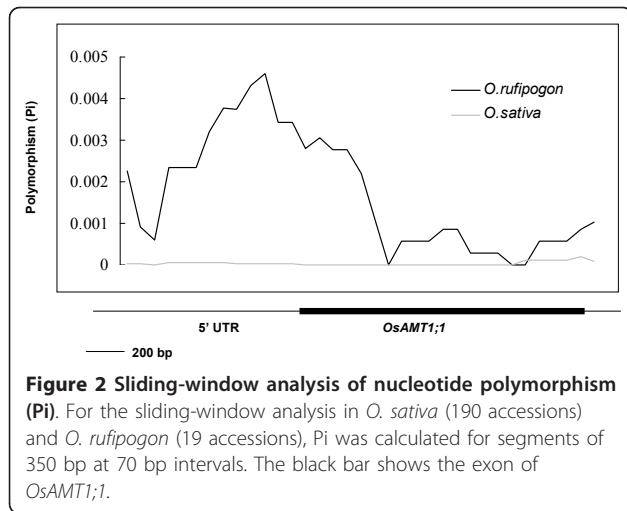 0.005
0.004
0.003
0.002
0.001
0
Polymorphism (Pi)
O.rufipogon
O.sativa
5' UTR
OsAMT1;1
200 bp
Figure 2 Sliding-window analysis of nucleotide polymorphism
(Pi). For the sliding-window analysis in O. sativa (190 accessions)
and O. rufipogon (19 accessions), Pi was calculated for segments of
350 bp at 70 bp intervals. The black bar shows the exon of
OsAMT1;1.